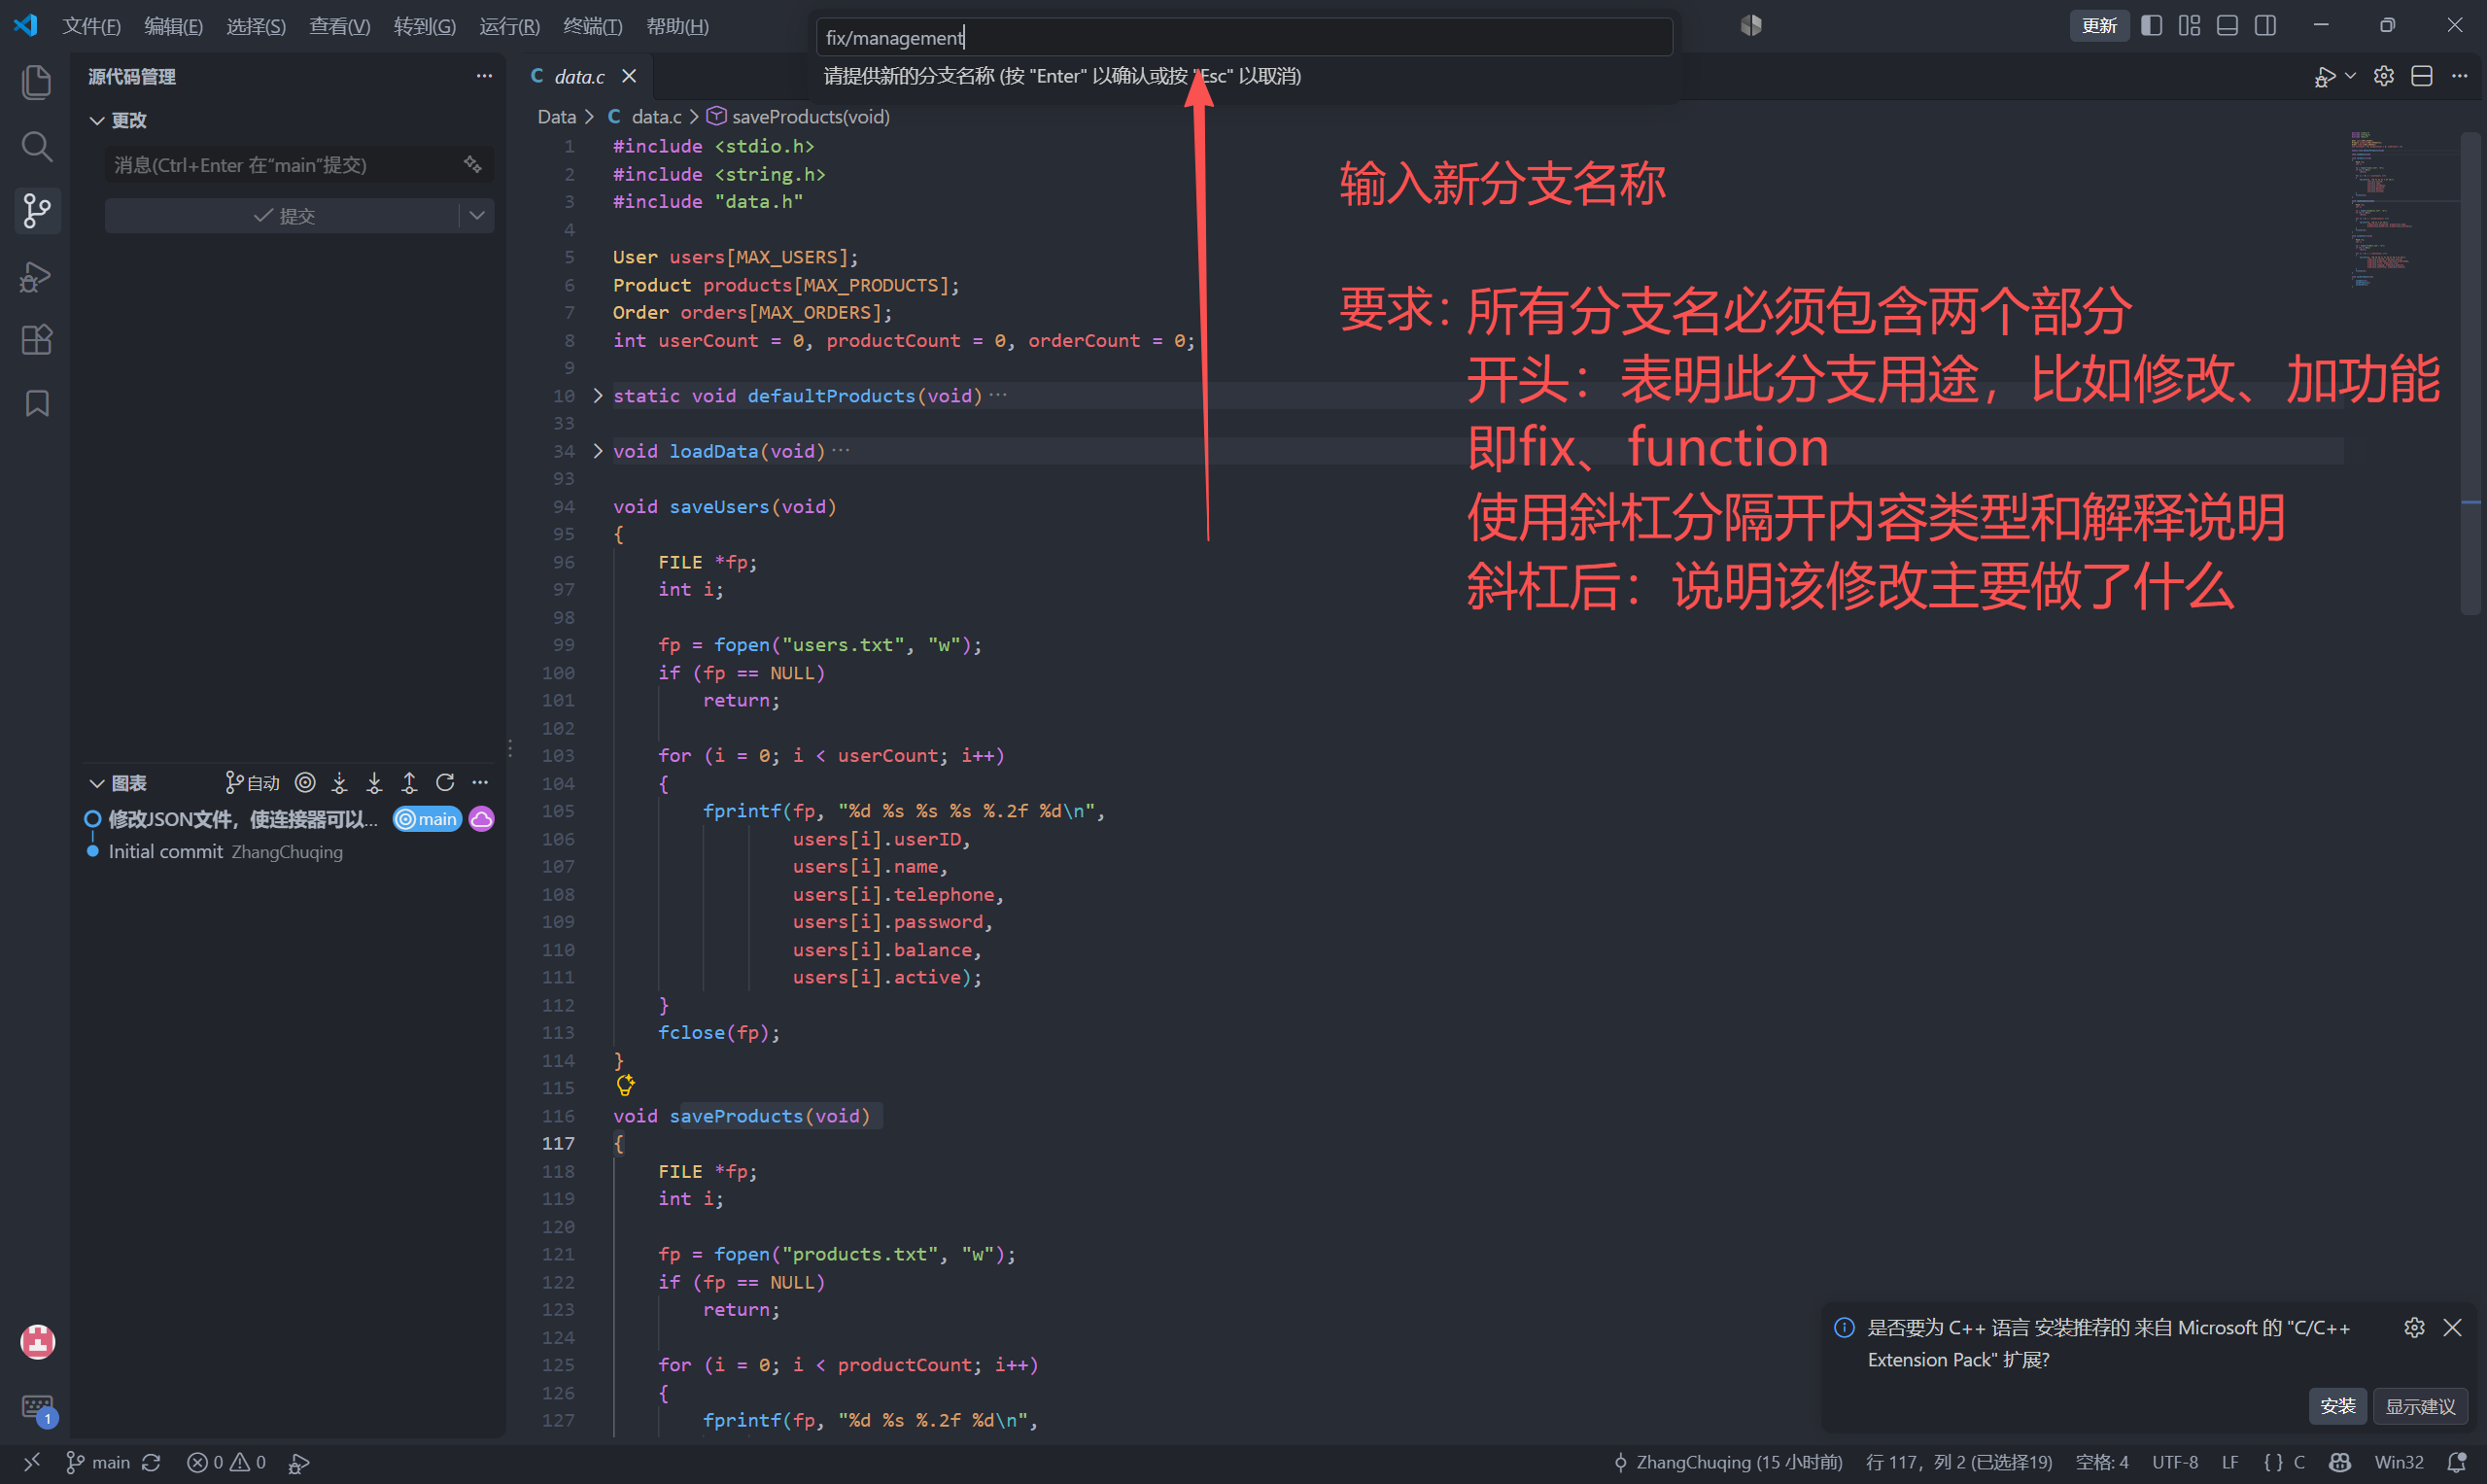 文件(F) 编辑(E) 选择(S) 查看(V) 转到(G) 运行(R) 终端(T) 帮助(H)
fix/management
更新
请提供新的分支名称 (按 "Enter" 以确认或按 "Esc" 以取消)
源代码管理
更改
消息(Ctrl+Enter 在"main"提交)
提交
图表
自动
修改JSON文件，使连接器可以... main
Initial commit ZhangChuqing
C data.c
Data > C data.c > saveProducts(void)
1 #include <stdio.h>
2 #include <string.h>
3 #include "data.h"
4
5 User users[MAX_USERS];
6 Product products[MAX_PRODUCTS];
7 Order orders[MAX_ORDERS];
8 int userCount = 0, productCount = 0, orderCount = 0;
9
10 static void defaultProducts(void)···
33
34 void loadData(void)···
93
94 void saveUsers(void)
95 {
96 FILE *fp;
97 int i;
98
99 fp = fopen("users.txt", "w");
100 if (fp == NULL)
101 return;
102
103 for (i = 0; i < userCount; i++)
104 {
105 fprintf(fp, "%d %s %s %s %.2f %d\n",
106 users[i].userID,
107 users[i].name,
108 users[i].telephone,
109 users[i].password,
110 users[i].balance,
111 users[i].active);
112 }
113 fclose(fp);
114 }
115
116 void saveProducts(void)
117 {
118 FILE *fp;
119 int i;
120
121 fp = fopen("products.txt", "w");
122 if (fp == NULL)
123 return;
124
125 for (i = 0; i < productCount; i++)
126 {
127 fprintf(fp, "%d %s %.2f %d\n",
输入新分支名称
要求：所有分支名必须包含两个部分
开头：表明此分支用途，比如修改、加功能
即fix、function
使用斜杠分隔开内容类型和解释说明
斜杠后：说明该修改主要做了什么
是否要为 C++ 语言 安装推荐的 来自 Microsoft 的 "C/C++
Extension Pack" 扩展?
安装 显示建议
1
main 0 0
ZhangChuqing (15 小时前) 行 117，列 2 (已选择19) 空格: 4 UTF-8 LF {} C Win32